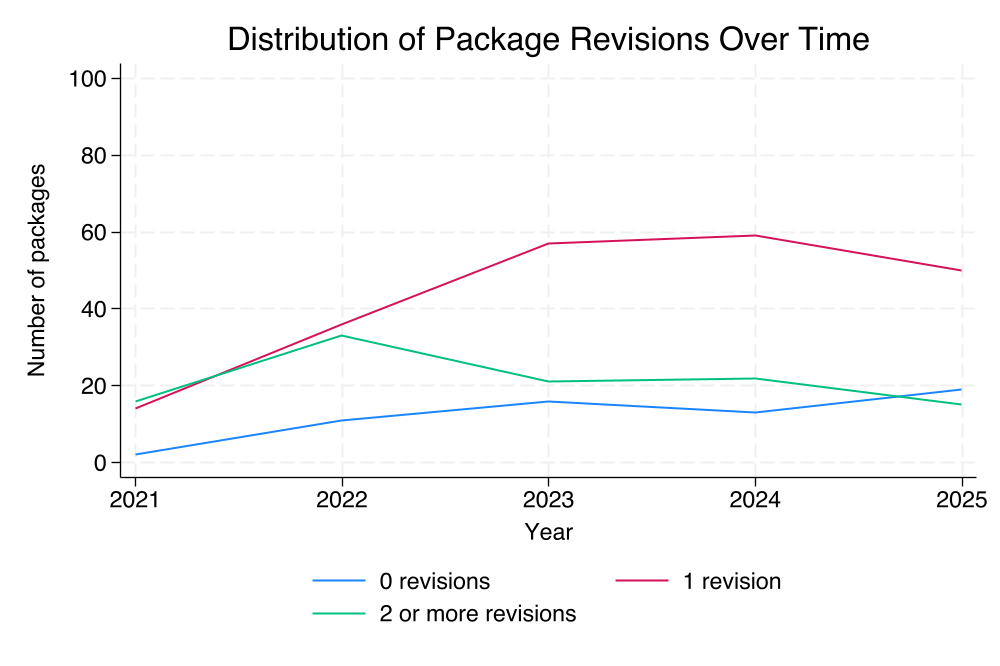 Distribution of Package Revisions Over Time
Number of packages
100
80
60
40
20
0
2021 2022 2023 2024 2025
Year
0 revisions 1 revision
2 or more revisions